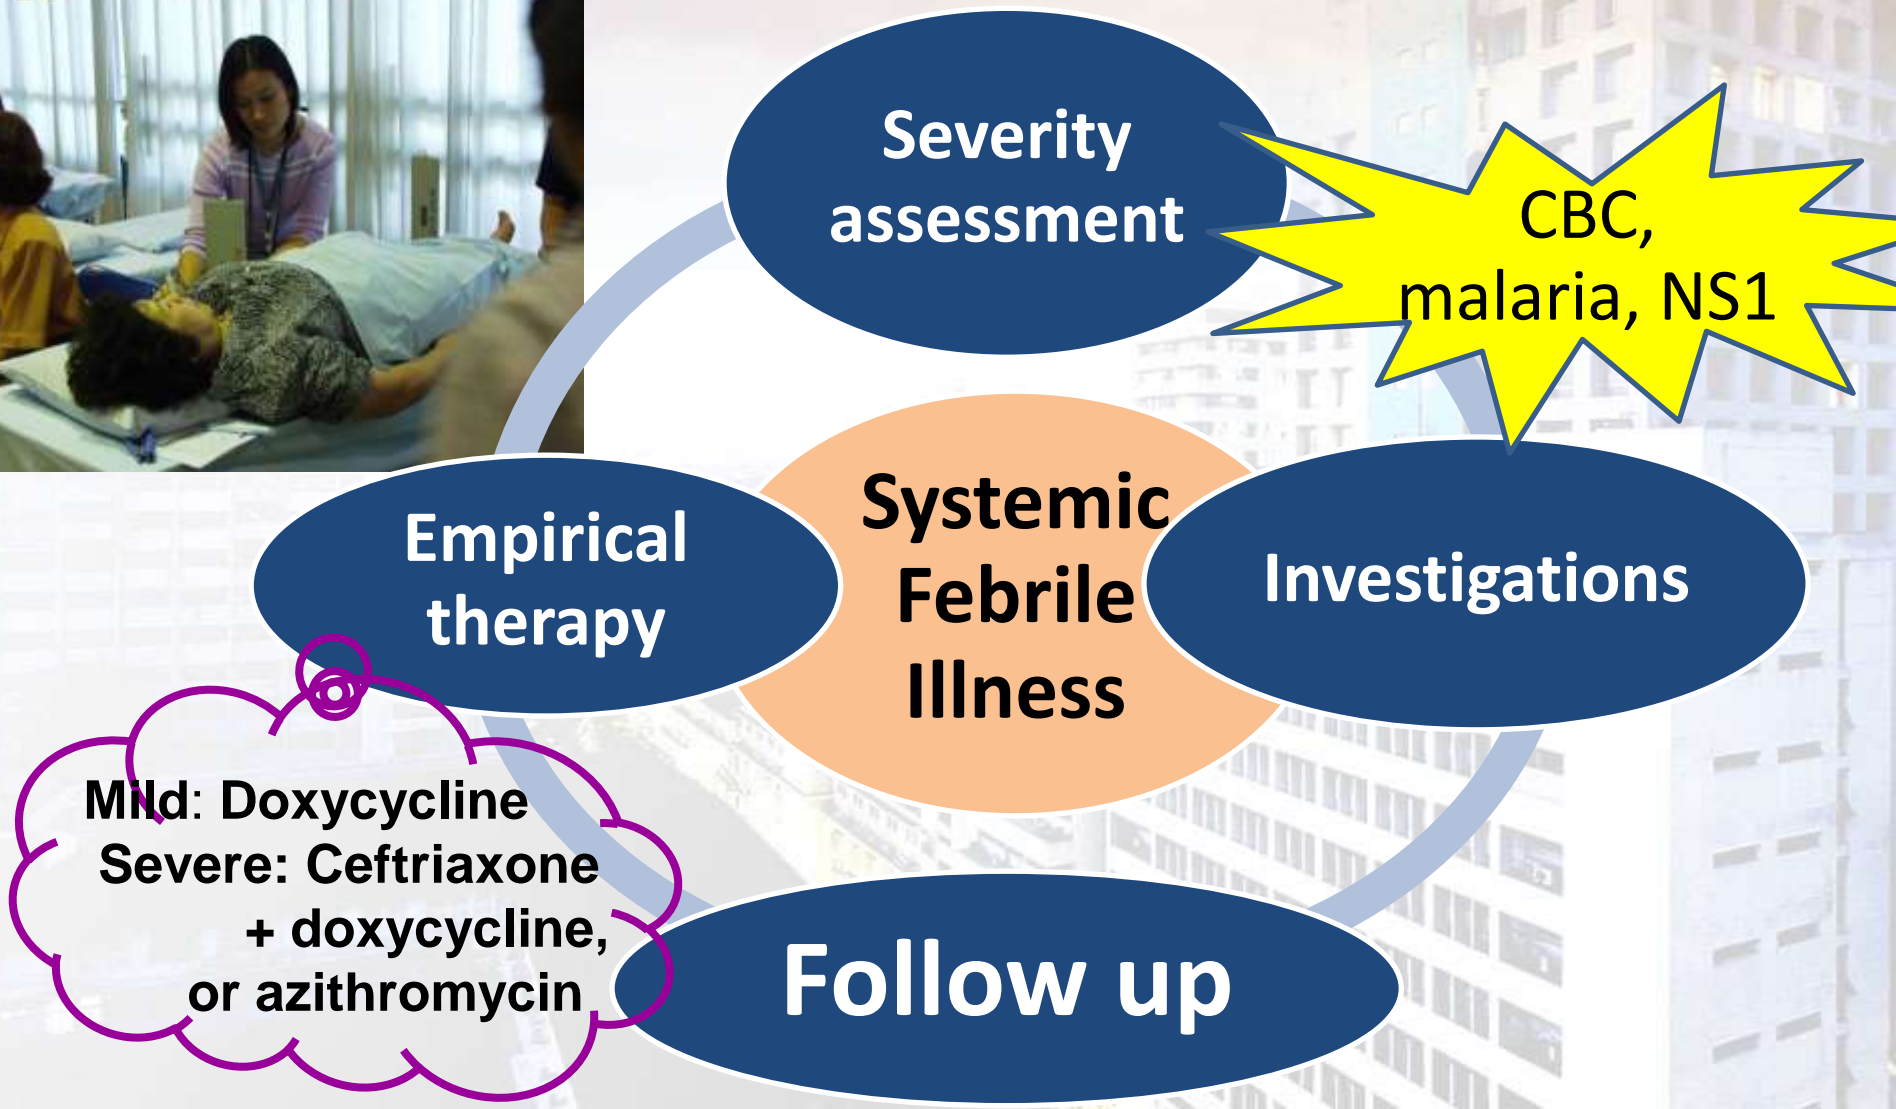 Severity
assessment
CBC,
malaria, NS1
Systemic
Febrile
Illness
Empirical
therapy
Investigations
Mild: Doxycycline
Severe: Ceftriaxone
+ doxycycline,
or azithromycin
Follow up